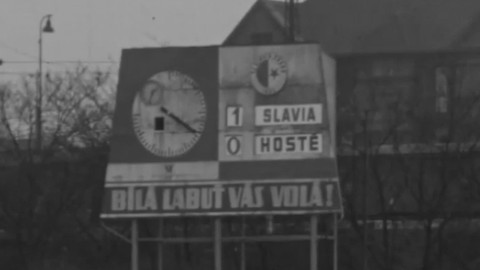 1 SLAVIA
0 HOSTÉ
BÍLÁ LABUŤ VÁS VOLÁ!